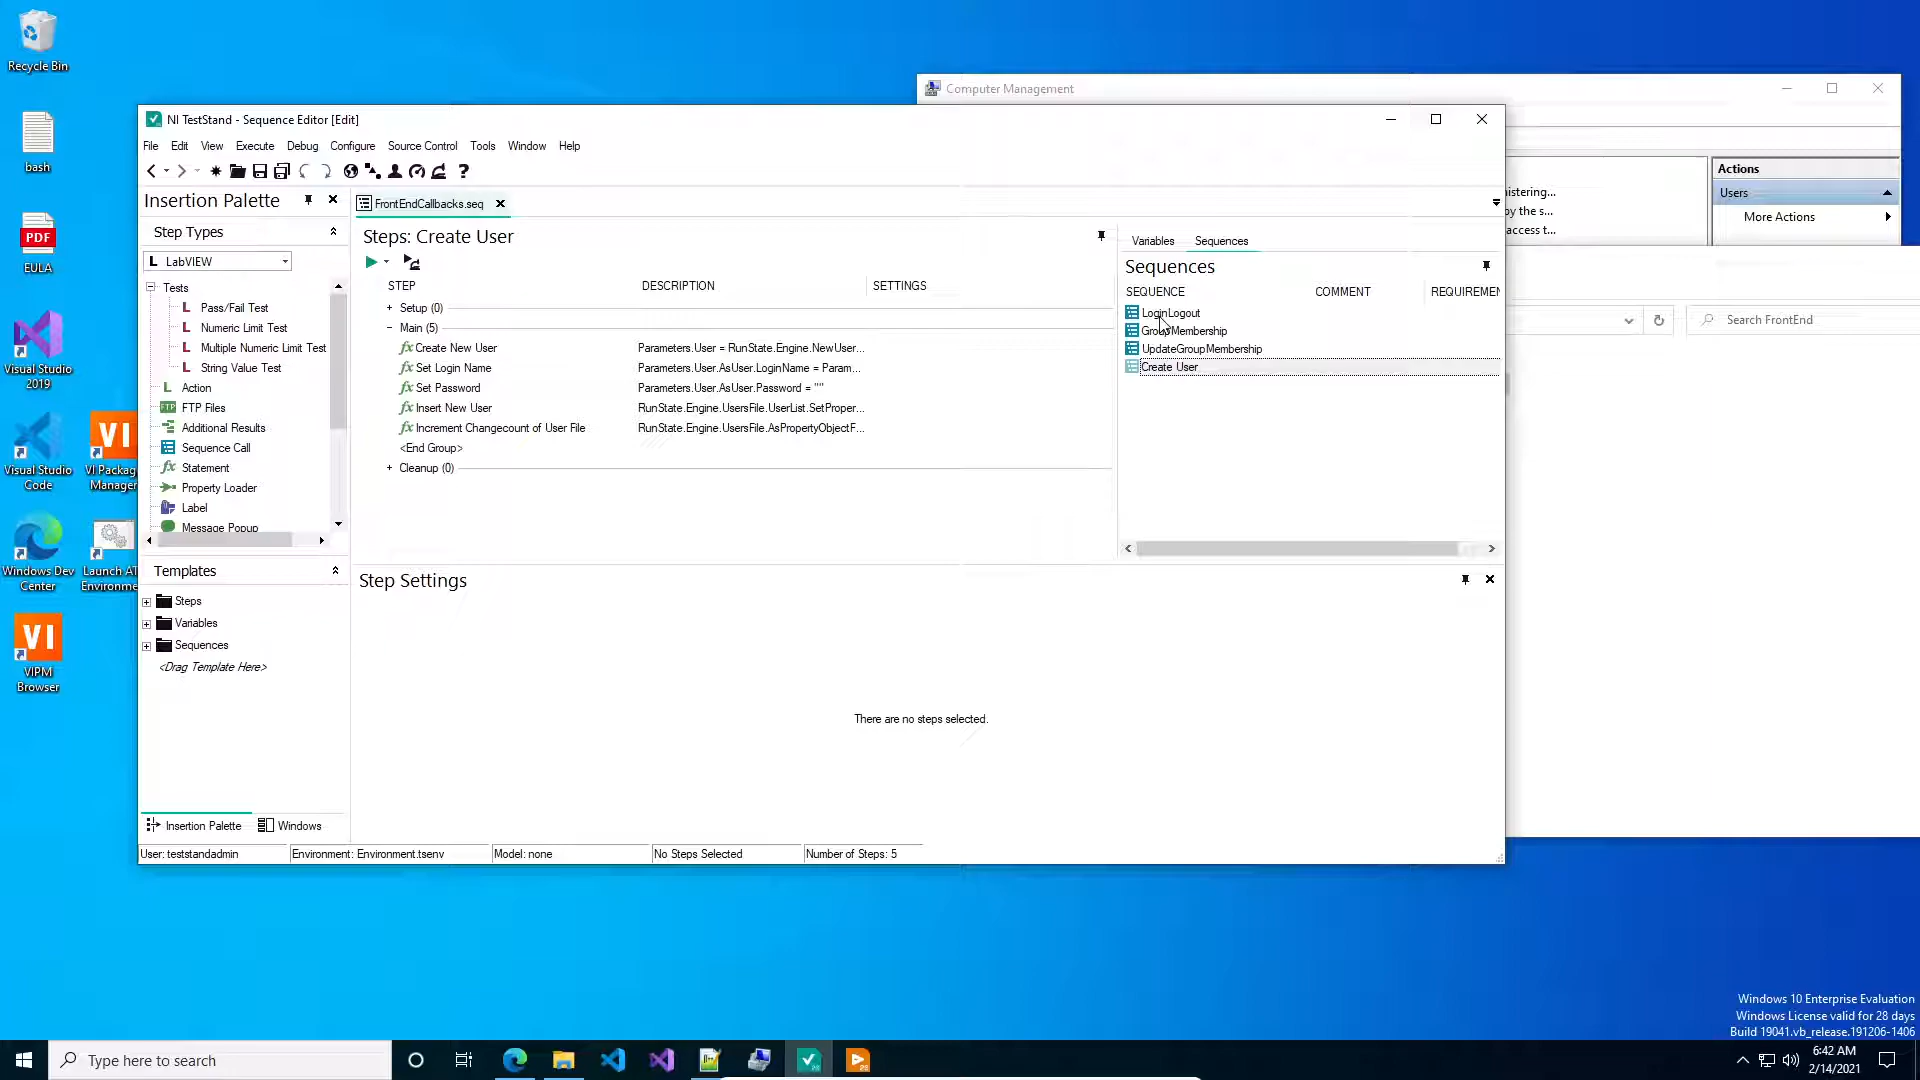 Recycle Bin
bash
EULA
Visual Studio
2019
Visual Studio
Code
VI Packag
Manager
Windows Dev
Center
Launch AT
Environme
VIPM
Browser
Computer Management
NI TestStand - Sequence Editor [Edit]
File Edit View Execute Debug Configure Source Control Tools Window Help
Insertion Palette
Step Types
LabVIEW
Tests
Pass/Fail Test
Numeric Limit Test
Multiple Numeric Limit Test
String Value Test
Action
FTP Files
Additional Results
Sequence Call
Statement
Property Loader
Label
Message Popup
Templates
Steps
Variables
Sequences
<Drag Template Here>
Insertion Palette Windows
FrontEndCallbacks.seq
Steps: Create User
STEP DESCRIPTION SETTINGS
Setup (0)
Main (5)
Create New User Parameters.User = RunState.Engine.NewUser...
Set Login Name Parameters.User.AsUser.LoginName = Param...
Set Password Parameters.User.AsUser.Password = ""
Insert New User RunState.Engine.UsersFile.UserList.SetProper...
Increment Changecount of User File RunState.Engine.UsersFile.AsPropertyObjectF...
<End Group>
Cleanup (0)
Variables Sequences
Sequences
SEQUENCE COMMENT REQUIREMEN
LoginLogout
GroupMembership
UpdateGroupMembership
Create User
Step Settings
There are no steps selected.
User: teststandadmin Environment: Environment.tsenv Model: none No Steps Selected Number of Steps: 5
istering...
by the s...
access t...
Actions
Users
More Actions
Search FrontEnd
Windows 10 Enterprise Evaluation
Windows License valid for 28 days
Build 19041.vb_release.191206-1406
Type here to search
6:42 AM
2/14/2021